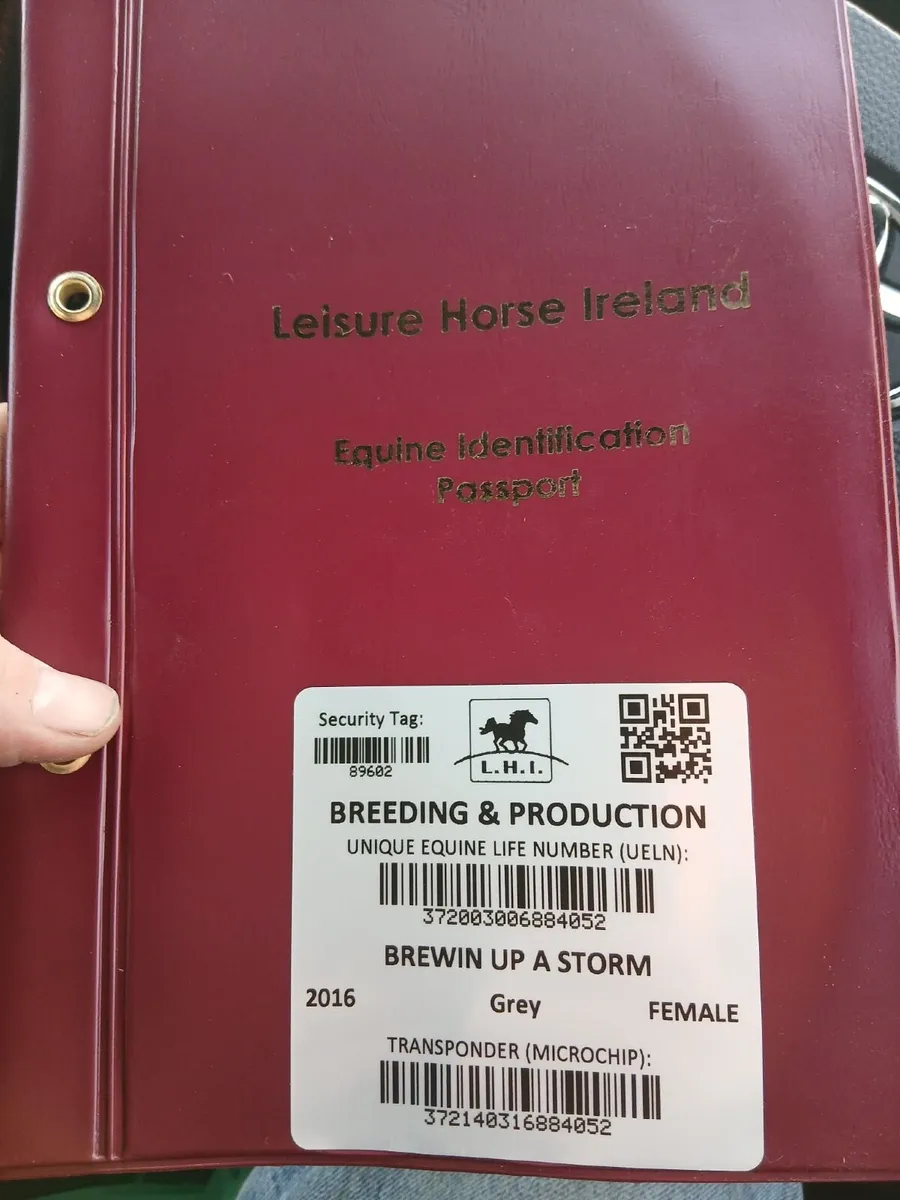 Leisure Horse Ireland
Equine Identification
Passport
Security Tag:
89602
L.H.I.
BREEDING & PRODUCTION
UNIQUE EQUINE LIFE NUMBER (UELN):
372003006884052
BREWIN UP A STORM
2016 Grey FEMALE
TRANSPONDER (MICROCHIP):
372140316884052